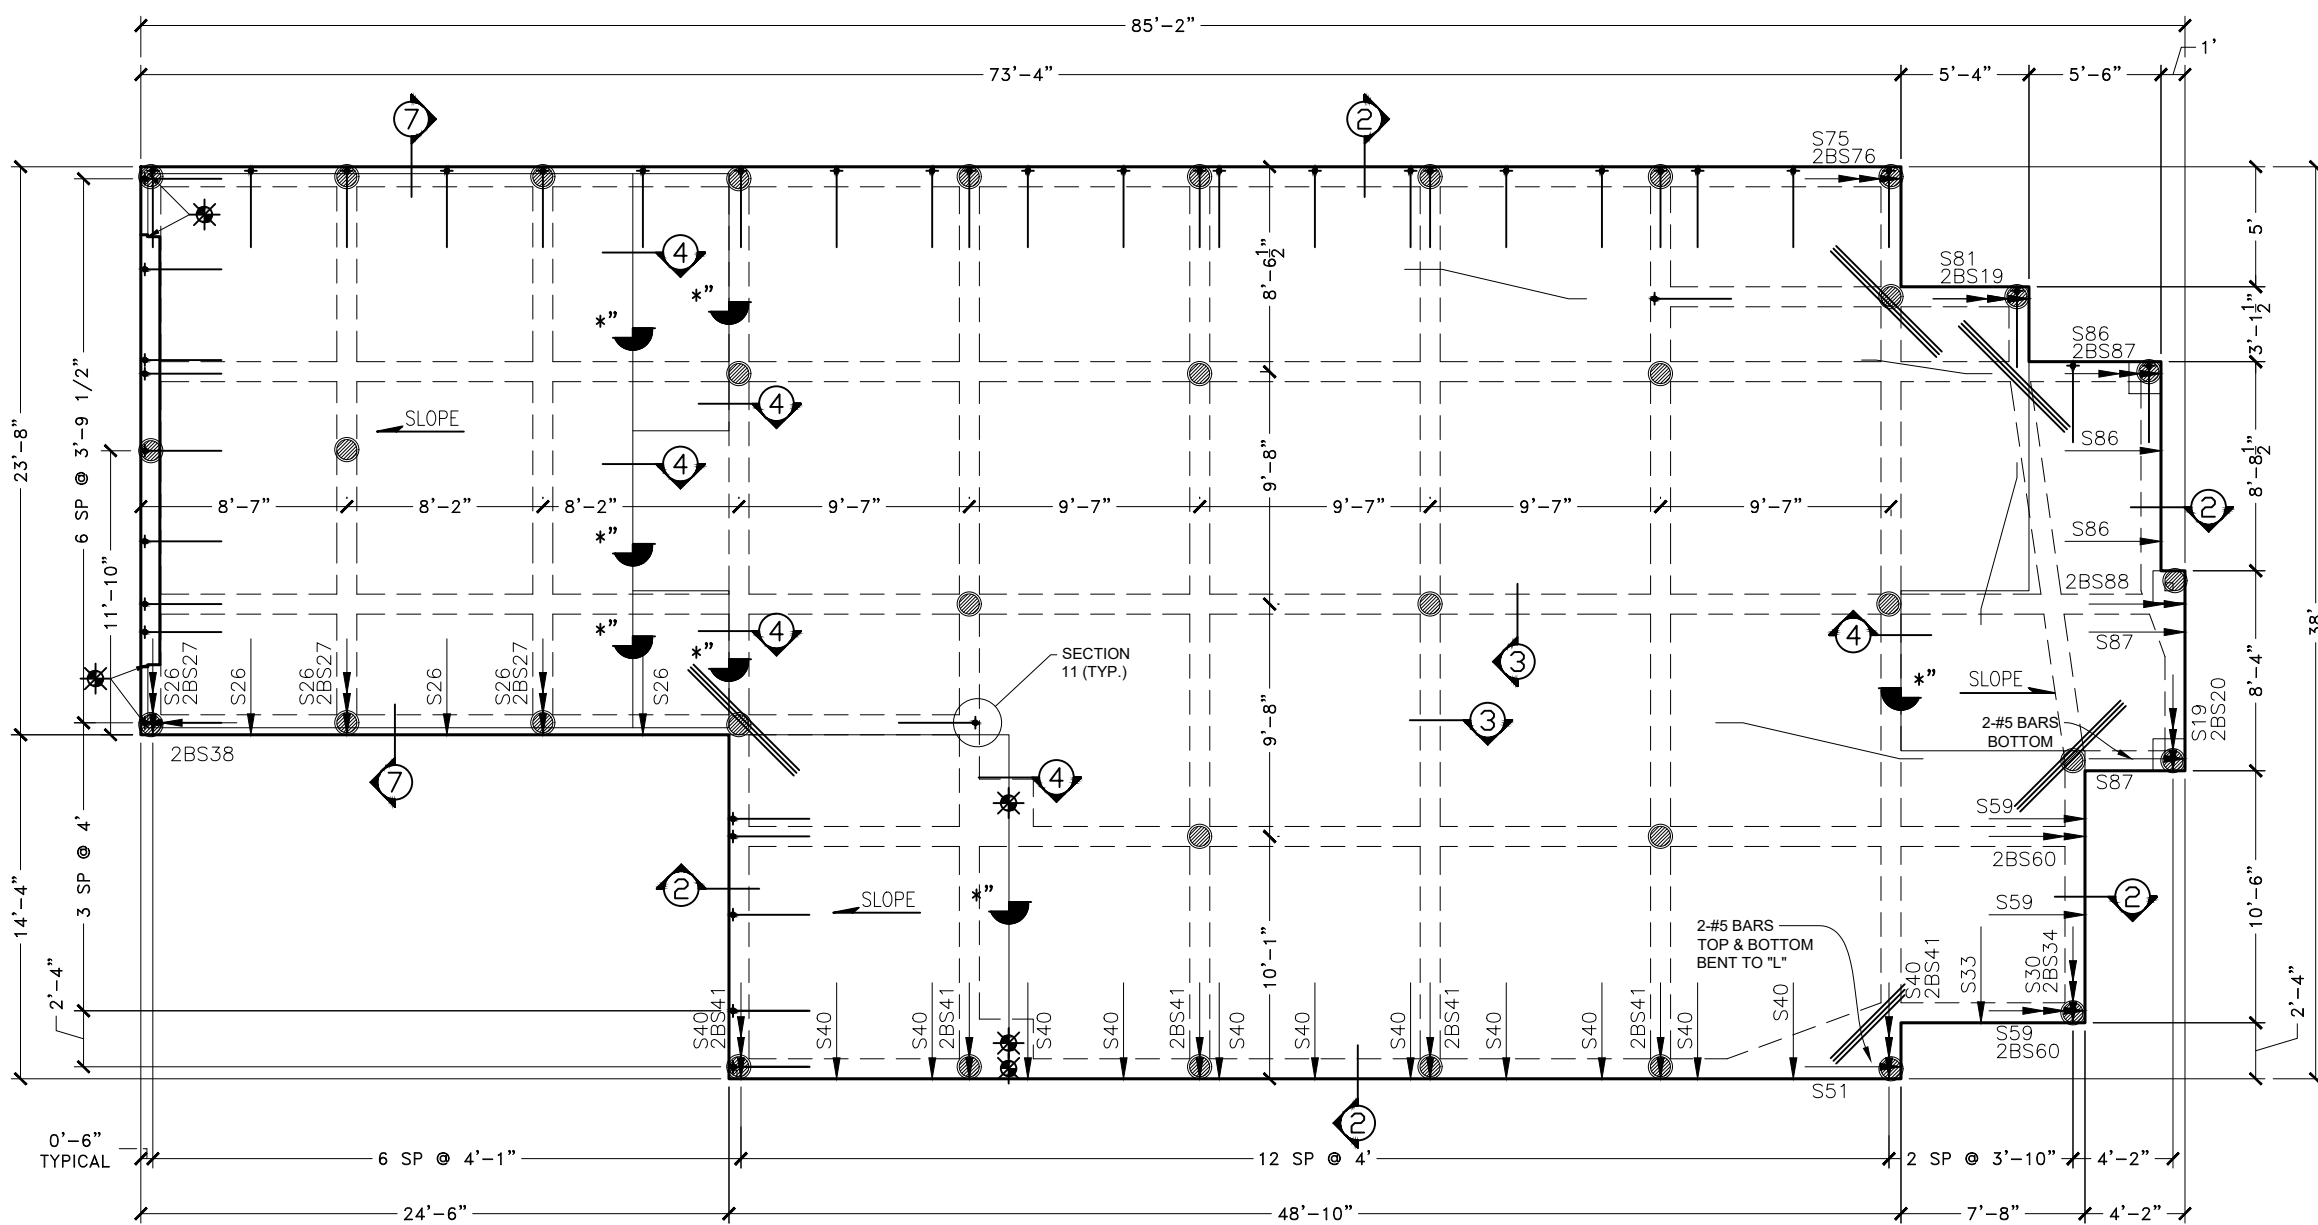 85'-2"
1'
73'-4"
5'-4"
5'-6"
7
2
S75
2BS76
S81
2BS19
S86
2BS87
5'
3'-1 1/2"
8'-8 1/2"
8'-4"
10'-6"
2'-4"
38'
23'-8"
14'-4"
6 SP @ 3'-9 1/2"
11'-10"
3 SP @ 4'
2'-4"
4
*"
*"
4
4
SLOPE
8'-6 1/2"
9'-8"
9'-8"
10'-1"
8'-7"
8'-2"
8'-2"
9'-7"
9'-7"
9'-7"
9'-7"
9'-7"
S86
2
S86
*"
*"
4
*"
2BS88
S87
S26
2BS27
S26
S26
2BS27
S26
S26
2BS27
S26
SECTION
11 (TYP.)
3
3
4
*"
SLOPE
2-#5 BARS
BOTTOM
S19
2BS20
S87
2BS38
7
4
S59
2BS60
2
SLOPE
*"
S59
2
2-#5 BARS
TOP & BOTTOM
BENT TO "L"
S40
2BS41
S40
S40
2BS41
S40
S40
2BS41
S40
S40
S40
2BS41
S40
S40
2BS41
S40
S40
S40
2BS41
S33
S30
2BS34
S59
2BS60
S51
2
0'-6"
TYPICAL
6 SP @ 4'-1"
12 SP @ 4'
2 SP @ 3'-10"
4'-2"
24'-6"
48'-10"
7'-8"
4'-2"